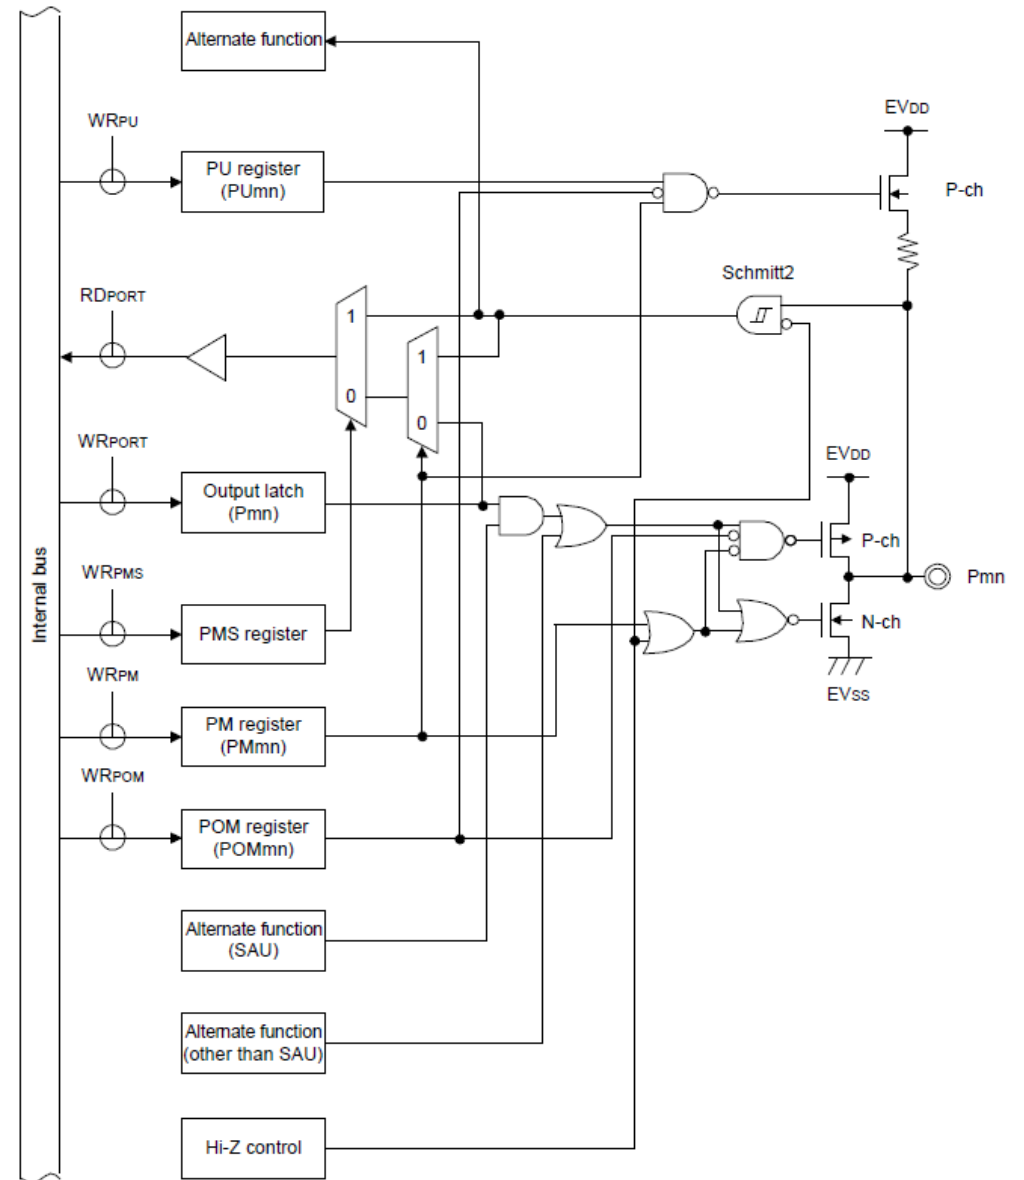 Alternate function
EVDD
WRPU
PU register
(PUmn)
P-ch
Schmitt2
RDPORT
1
1
0
0
WRPORT
EVDD
Output latch
(Pmn)
P-ch
Internal bus
WRPMS
Pmn
PMS register
N-ch
WRPM
EVSS
PM register
(PMmn)
WRPOM
POM register
(POMmn)
Alternate function
(SAU)
Alternate function
(other than SAU)
Hi-Z control